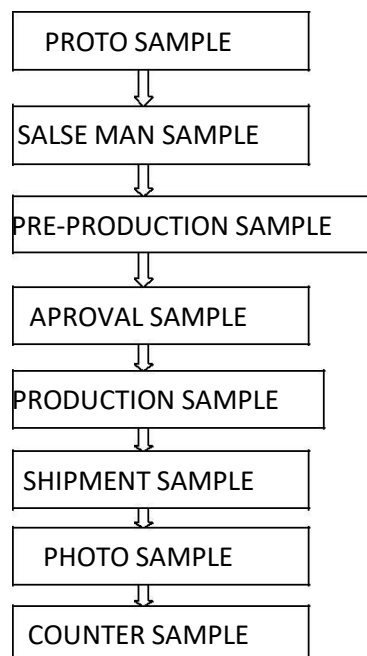 PROTO SAMPLE
SALSE MAN SAMPLE
PRE-PRODUCTION SAMPLE
APROVAL SAMPLE
PRODUCTION SAMPLE
SHIPMENT SAMPLE
PHOTO SAMPLE
COUNTER SAMPLE